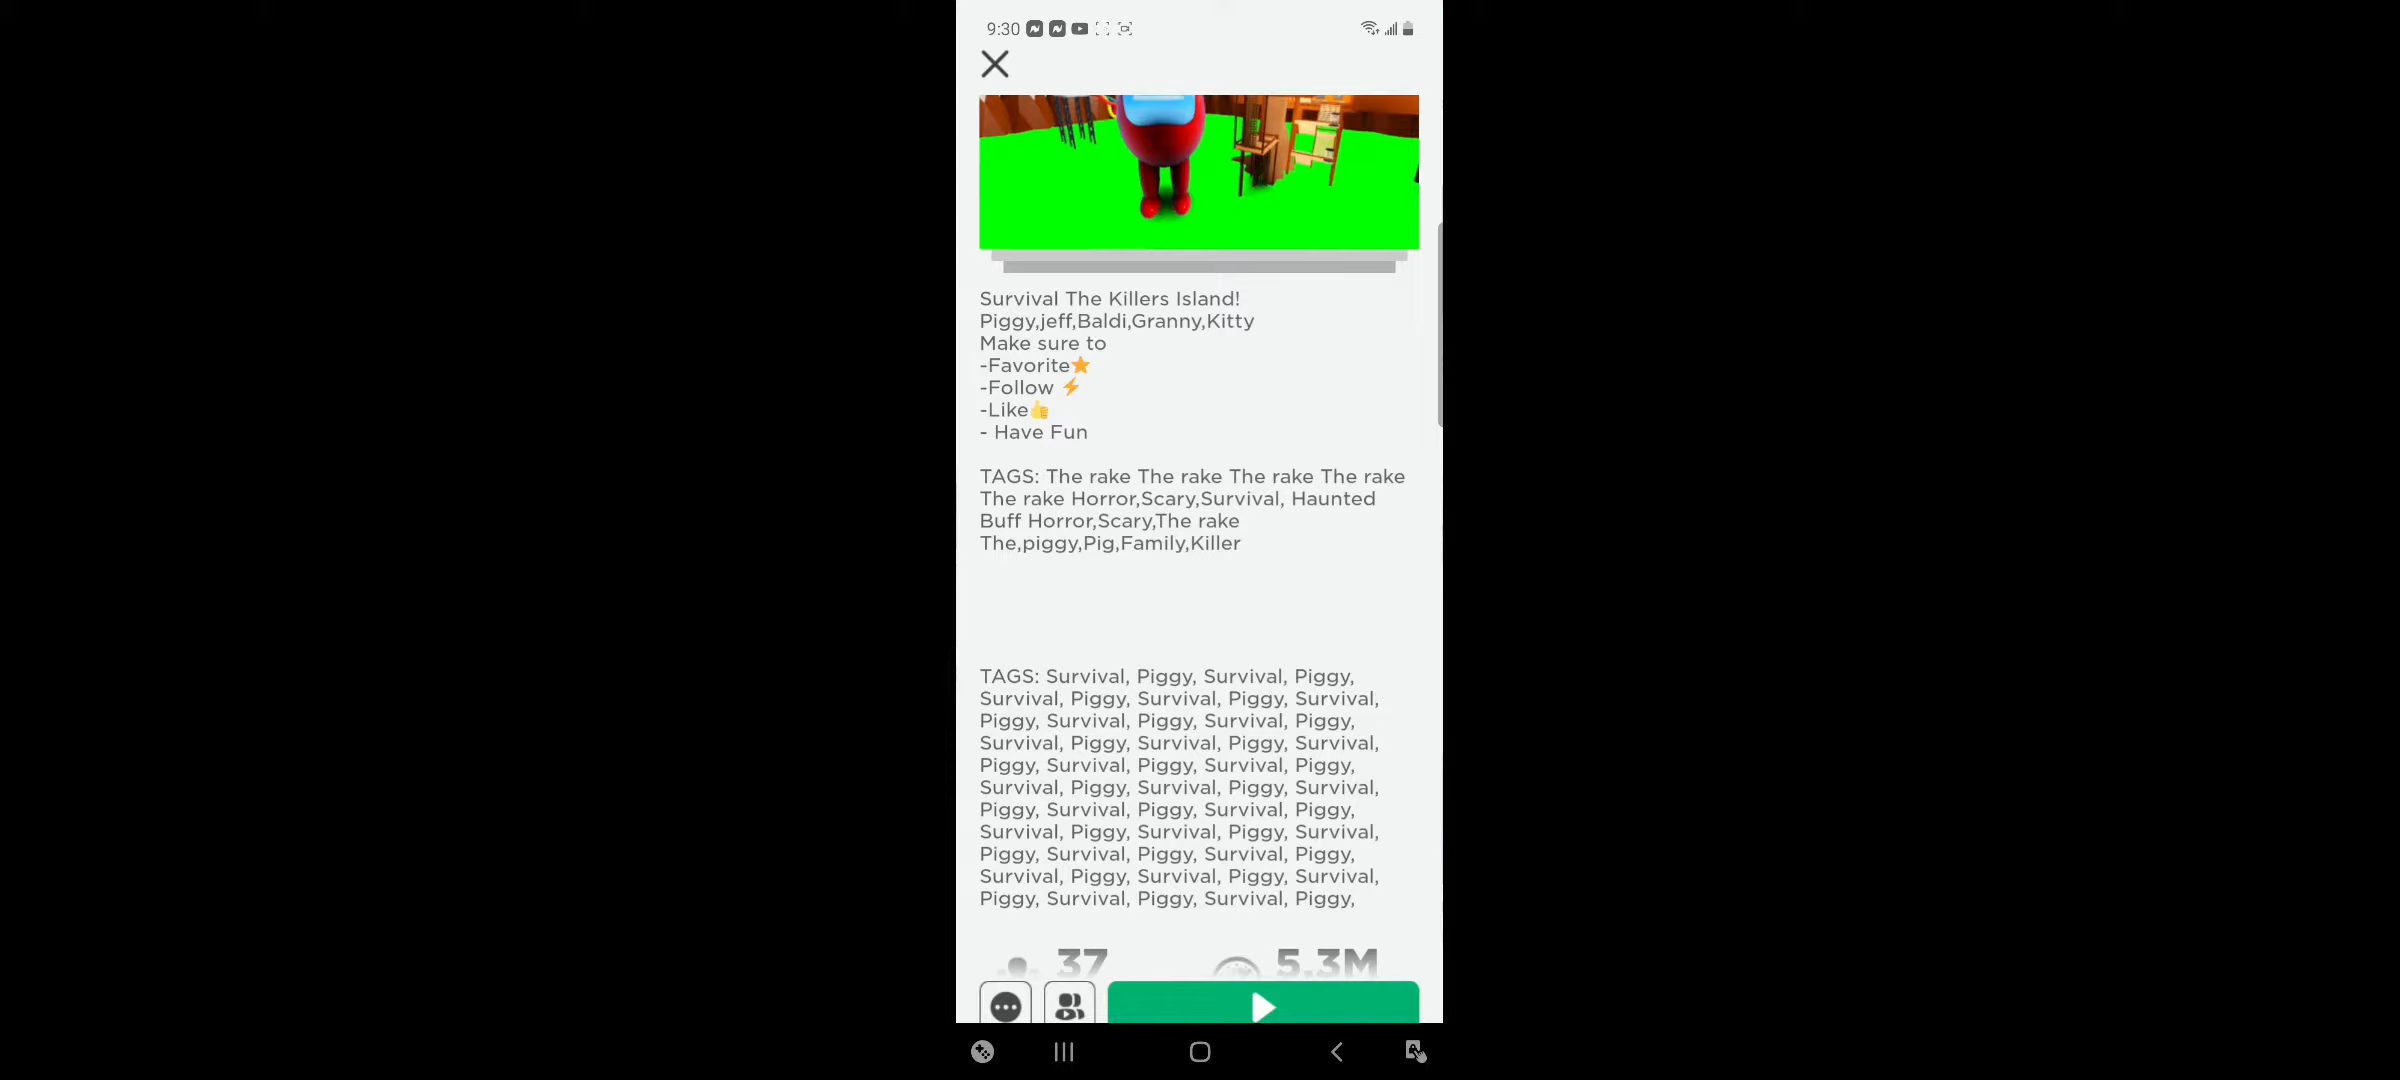 9:30
Survival The Killers Island!
Piggy,jeff,Baldi,Granny,Kitty
Make sure to
-Favorite⭐
-Follow ⚡
-Like👍
- Have Fun
TAGS: The rake The rake The rake The rake
The rake Horror,Scary,Survival, Haunted
Buff Horror,Scary,The rake
The,piggy,Pig,Family,Killer
TAGS: Survival, Piggy, Survival, Piggy,
Survival, Piggy, Survival, Piggy, Survival,
Piggy, Survival, Piggy, Survival, Piggy,
Survival, Piggy, Survival, Piggy, Survival,
Piggy, Survival, Piggy, Survival, Piggy,
Survival, Piggy, Survival, Piggy, Survival,
Piggy, Survival, Piggy, Survival, Piggy,
Survival, Piggy, Survival, Piggy, Survival,
Piggy, Survival, Piggy, Survival, Piggy,
Survival, Piggy, Survival, Piggy, Survival,
Piggy, Survival, Piggy, Survival, Piggy,
37 5.3M